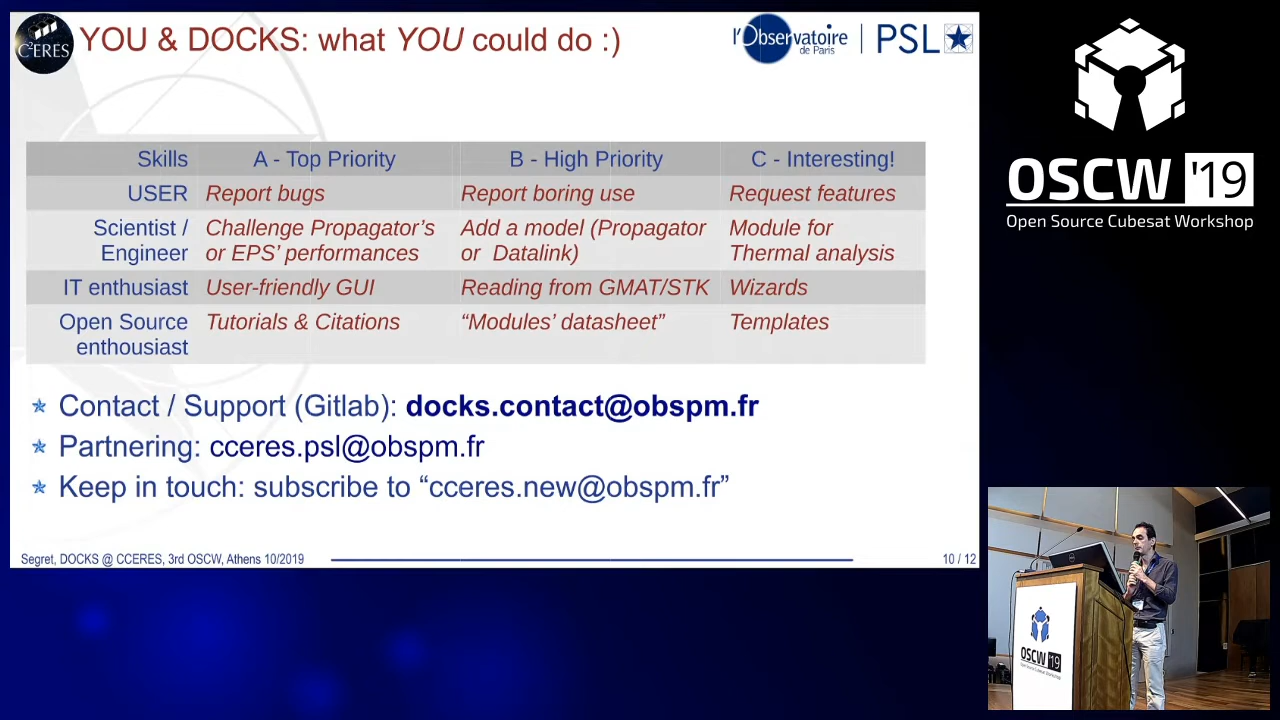 C²ERES
YOU & DOCKS: what YOU could do :)
l'Observatoire
de Paris
PSL
Skills A - Top Priority B - High Priority C - Interesting!
USER Report bugs Report boring use Request features
Scientist / Challenge Propagator's Add a model (Propagator Module for
Engineer or EPS' performances or Datalink) Thermal analysis
IT enthusiast User-friendly GUI Reading from GMAT/STK Wizards
Open Source Tutorials & Citations “Modules’ datasheet” Templates
enthousiast
Contact / Support (Gitlab): docks.contact@obspm.fr
Partnering: cceres.psl@obspm.fr
Keep in touch: subscribe to “cceres.new@obspm.fr”
Segret, DOCKS @ CCERES, 3rd OSCW, Athens 10/2019
10 / 12
OSCW '19
Open Source Cubesat Workshop
OSCW '19
Open Source Cubesat Workshop